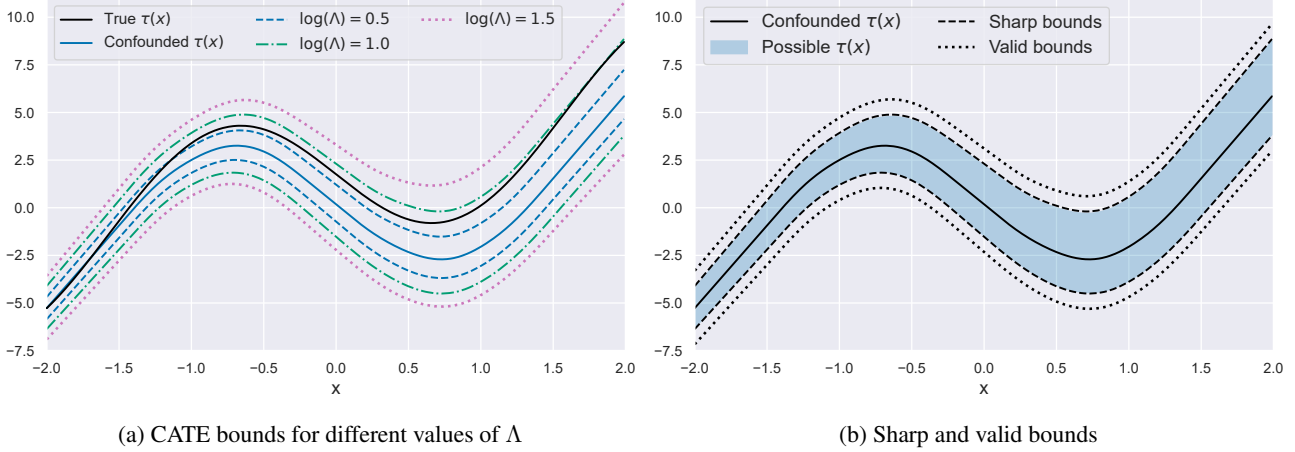 True τ(x)
Confounded τ(x)
log(Λ) = 0.5
log(Λ) = 1.0
log(Λ) = 1.5
10.0
7.5
5.0
2.5
0.0
−2.5
−5.0
−7.5
−2.0 −1.5 −1.0 −0.5 0.0 0.5 1.0 1.5 2.0
x
(a) CATE bounds for different values of Λ
Confounded τ(x)
Possible τ(x)
Sharp bounds
Valid bounds
10.0
7.5
5.0
2.5
0.0
−2.5
−5.0
−7.5
−2.0 −1.5 −1.0 −0.5 0.0 0.5 1.0 1.5 2.0
x
(b) Sharp and valid bounds